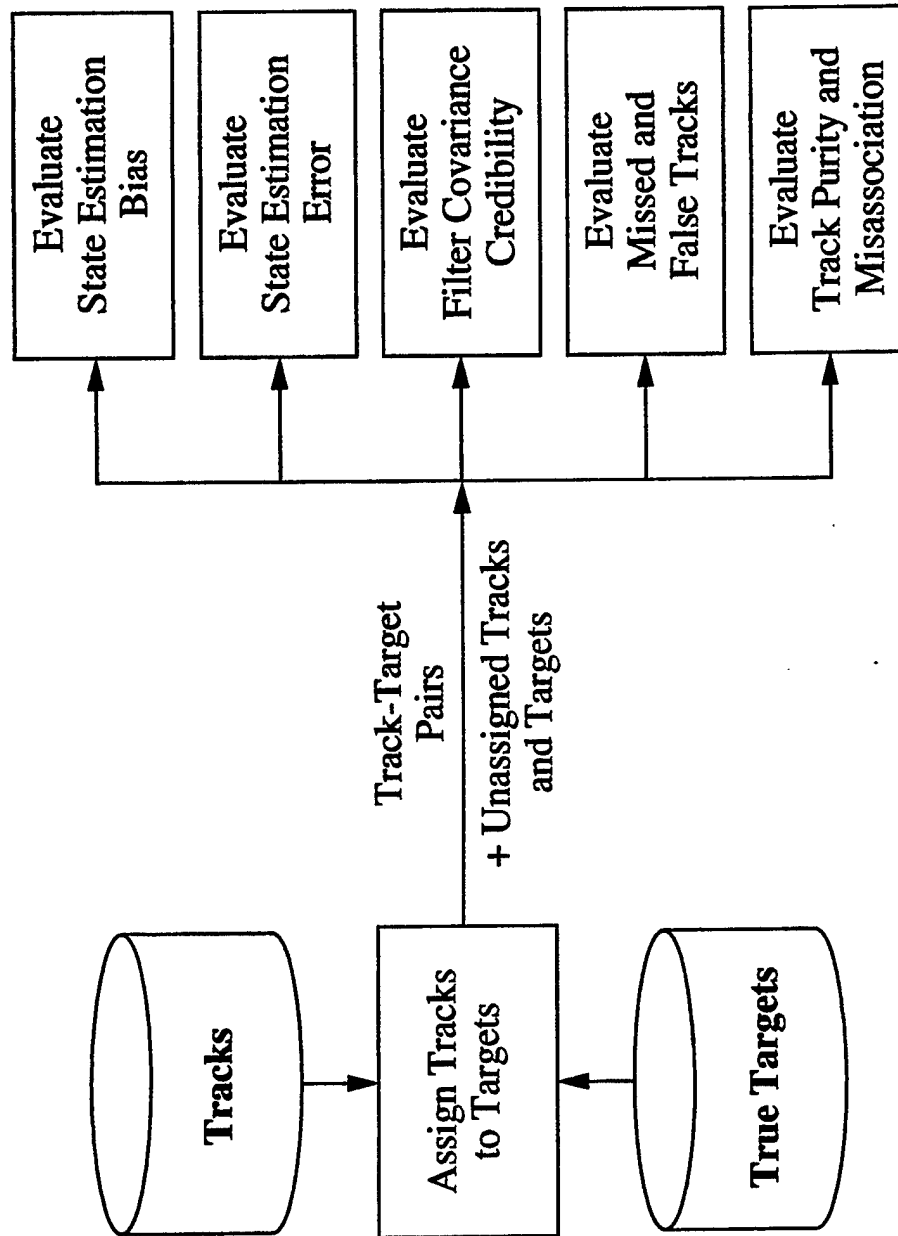 Tracks
Assign Tracks
to Targets
True Targets
Track-Target
Pairs
+ Unassigned Tracks
and Targets
Evaluate
State Estimation
Bias
Evaluate
State Estimation
Error
Evaluate
Filter Covariance
Credibility
Evaluate
Missed and
False Tracks
Evaluate
Track Purity and
Misassociation